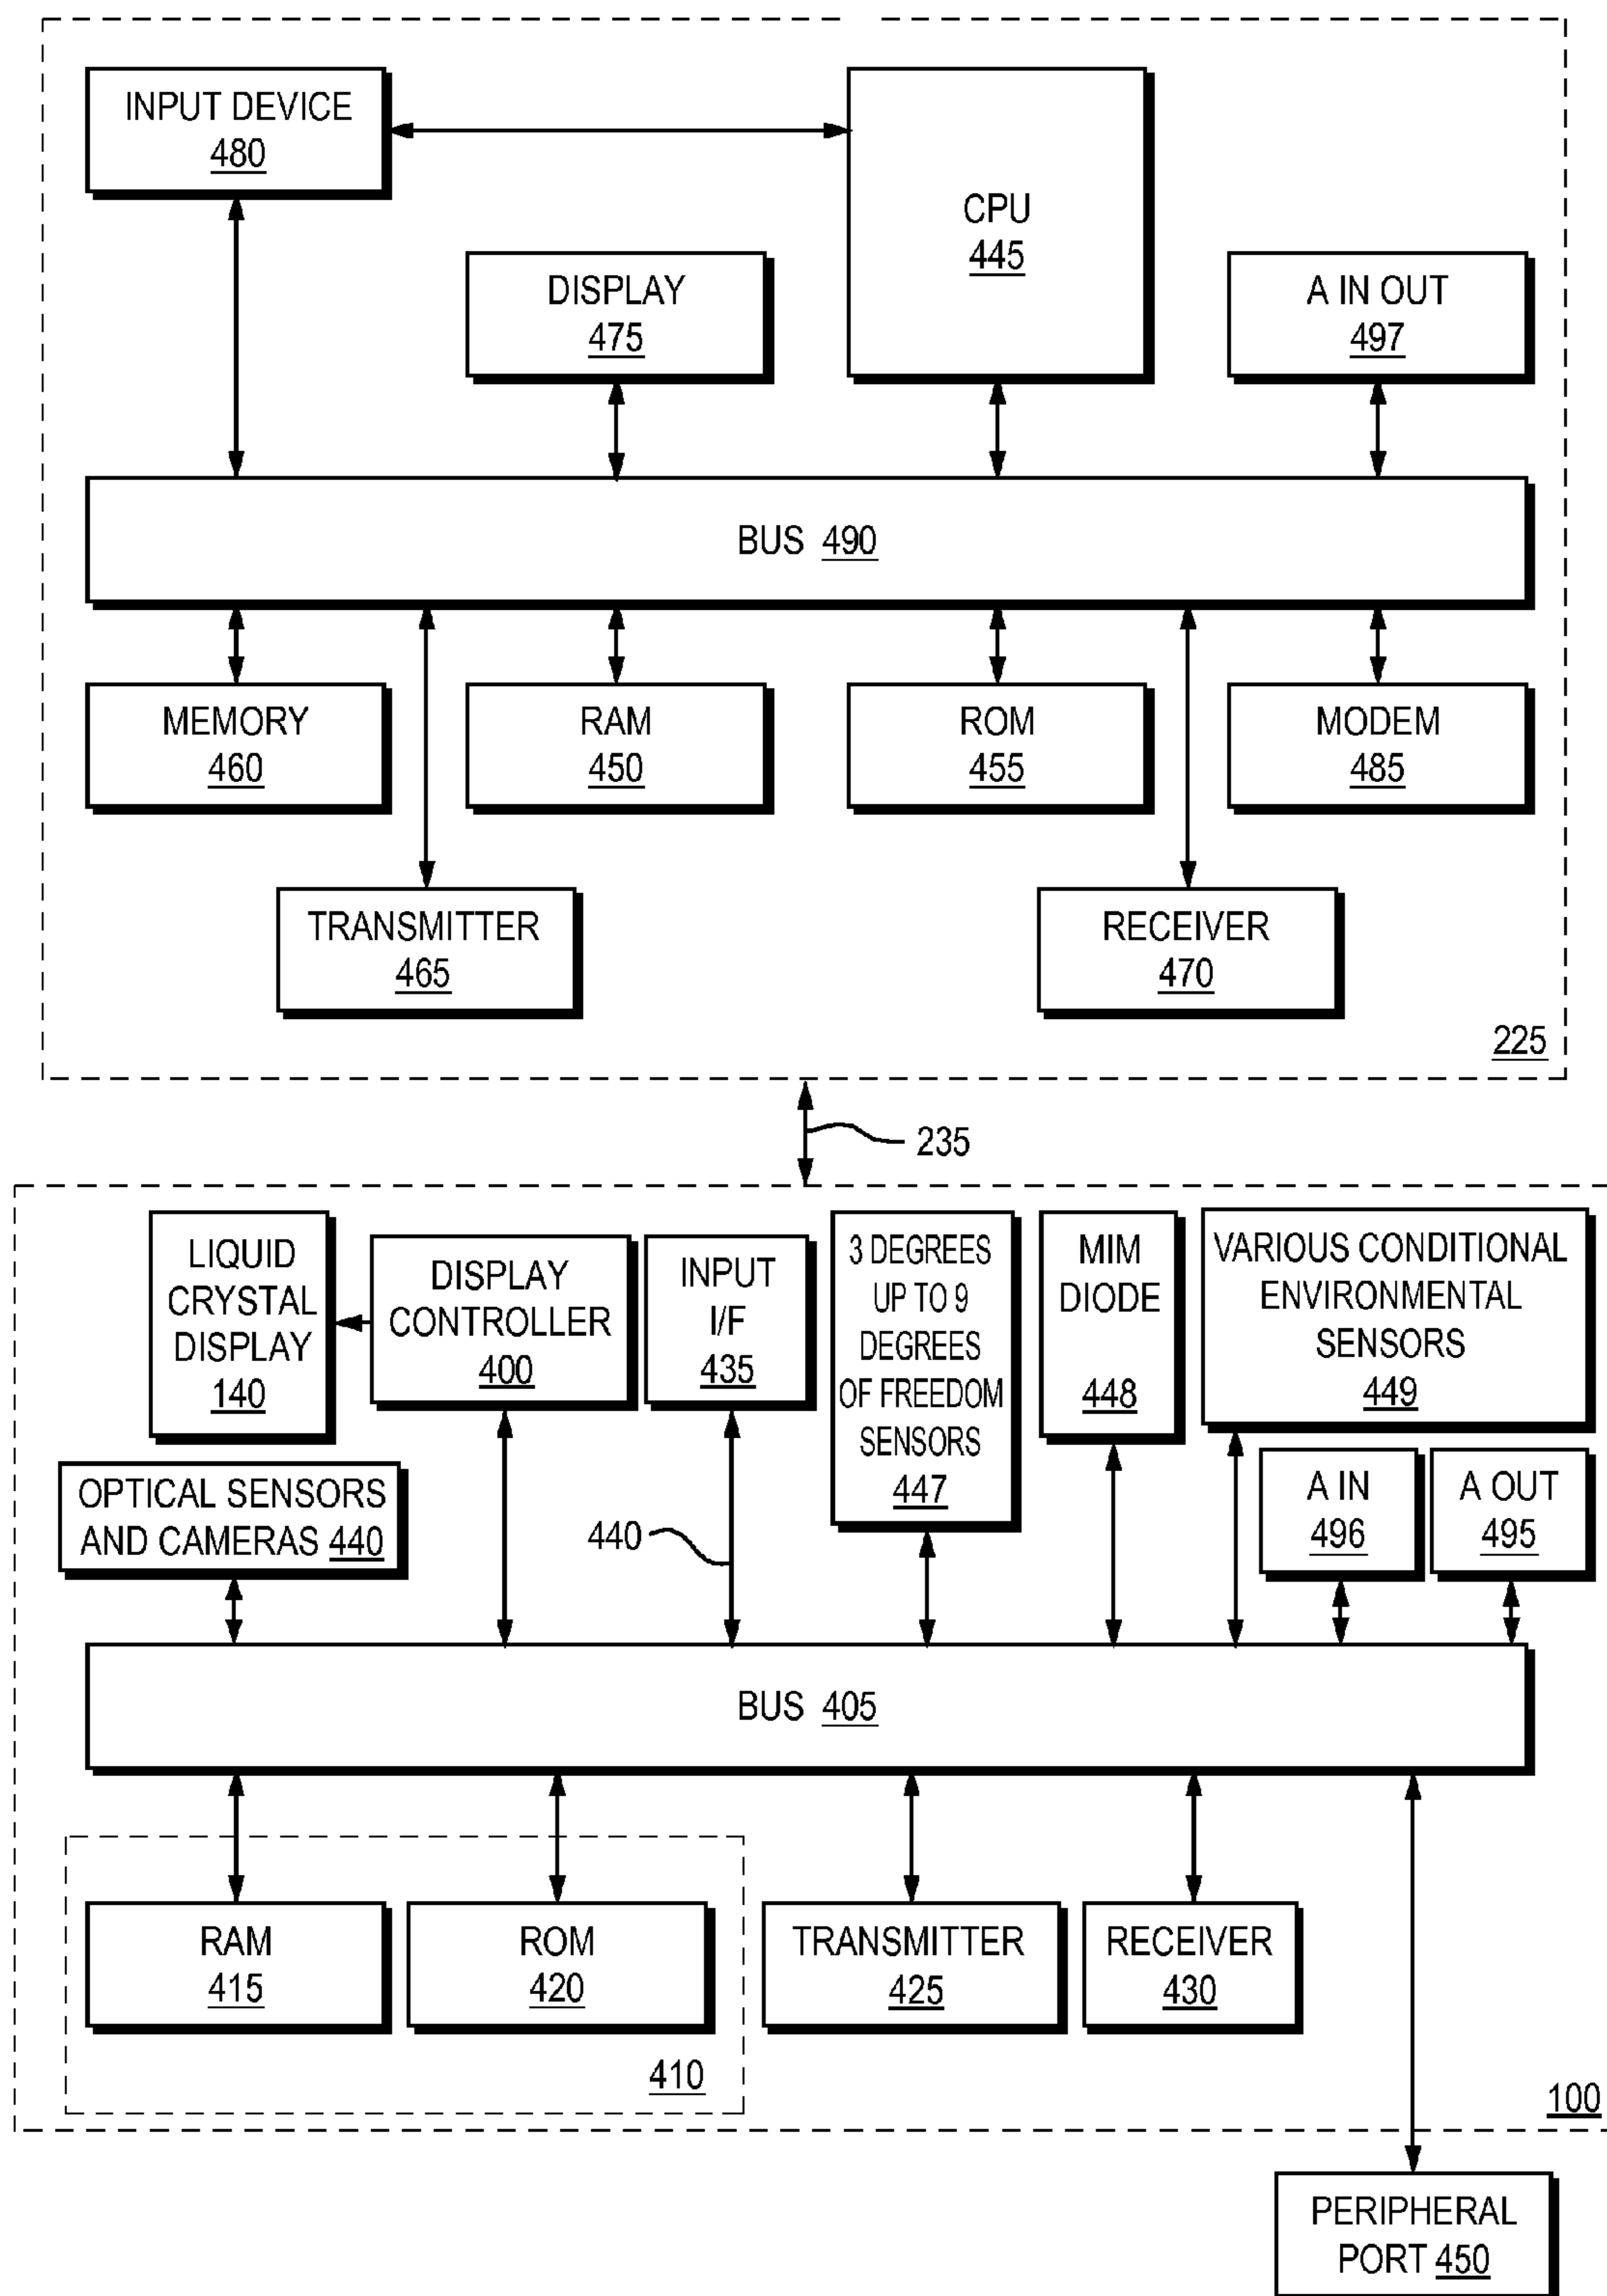 INPUT DEVICE
480
CPU
445
DISPLAY
475
A IN OUT
497
BUS 490
MEMORY
460
RAM
450
ROM
455
MODEM
485
TRANSMITTER
465
RECEIVER
470
225
235
LIQUID
CRYSTAL
DISPLAY
140
DISPLAY
CONTROLLER
400
INPUT
I/F
435
3 DEGREES
UP TO 9
DEGREES
OF FREEDOM
SENSORS
447
MIM
DIODE
448
VARIOUS CONDITIONAL
ENVIRONMENTAL
SENSORS
449
OPTICAL SENSORS
AND CAMERAS 440
440
A IN
496
A OUT
495
BUS 405
RAM
415
ROM
420
410
TRANSMITTER
425
RECEIVER
430
100
PERIPHERAL
PORT 450